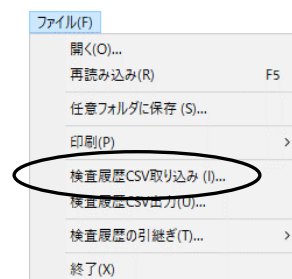 ファイル(F)
開く(O)...
再読み込み(R) F5
任意フォルダに保存 (S)...
印刷(P) >
検査履歴CSV取り込み (I)...
検査履歴CSV出力(U)...
検査履歴の引継ぎ(T)... >
終了(X)